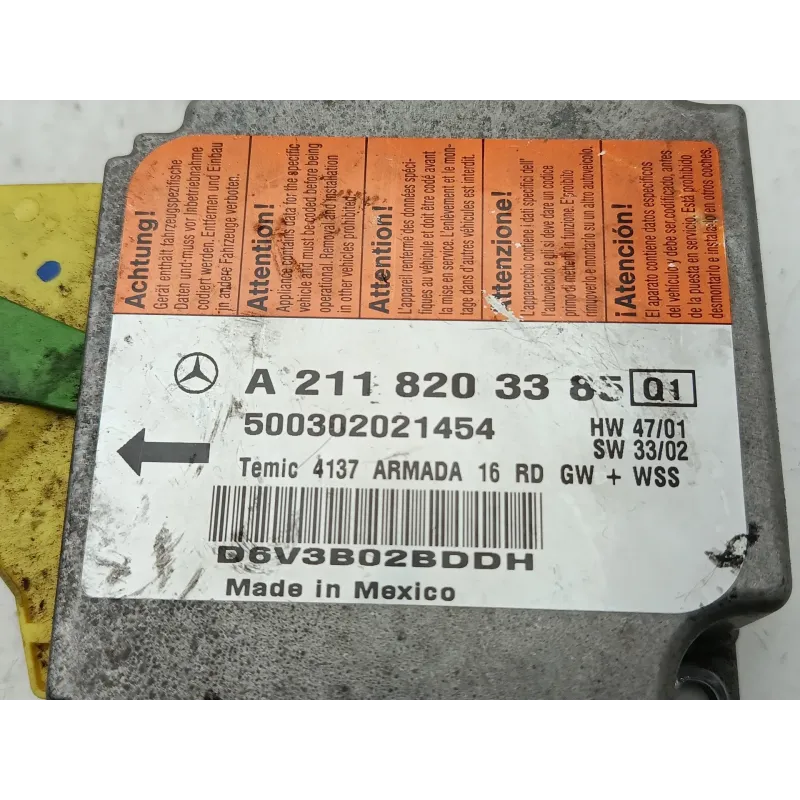 Achtung!
Gerät enthält fahrzeugspezifische
Daten und muss vor Inbetriebnahme
codiert werden. Entfernen und Einbau
in andere Fahrzeugs verboten.
Attention!
Appliance contains data for the specific
vehicle and must be coded before being
operational. Removal and installation
in other vehicles prohibited.
Attention!
L'appareil renferme des données spéci-
fiques au véhicule et doit être codé avant
la mise en service. L'enlèvement et le mon-
tage dans d'autres véhicules est interdit.
Attenzione!
L'apparecchio contiene i dati specifici dell'
autoveicolo e gli si deve dare un codice
primo di metterlo in funzione. E' proibito
rimuoverlo e montarlo su un altro autoveicolo.
¡Atención!
El aparato contiene datos específicos
del vehículo y debe ser codificado, antes
de la puesta en servicio. Está prohibido
desmontarlo e instalarlo en otros coches.
A 211 820 33 85 Q1
500302021454
HW 47/01
SW 33/02
Temic 4137 ARMADA 16 RD GW + WSS
D6V3B02BDDH
Made in Mexico